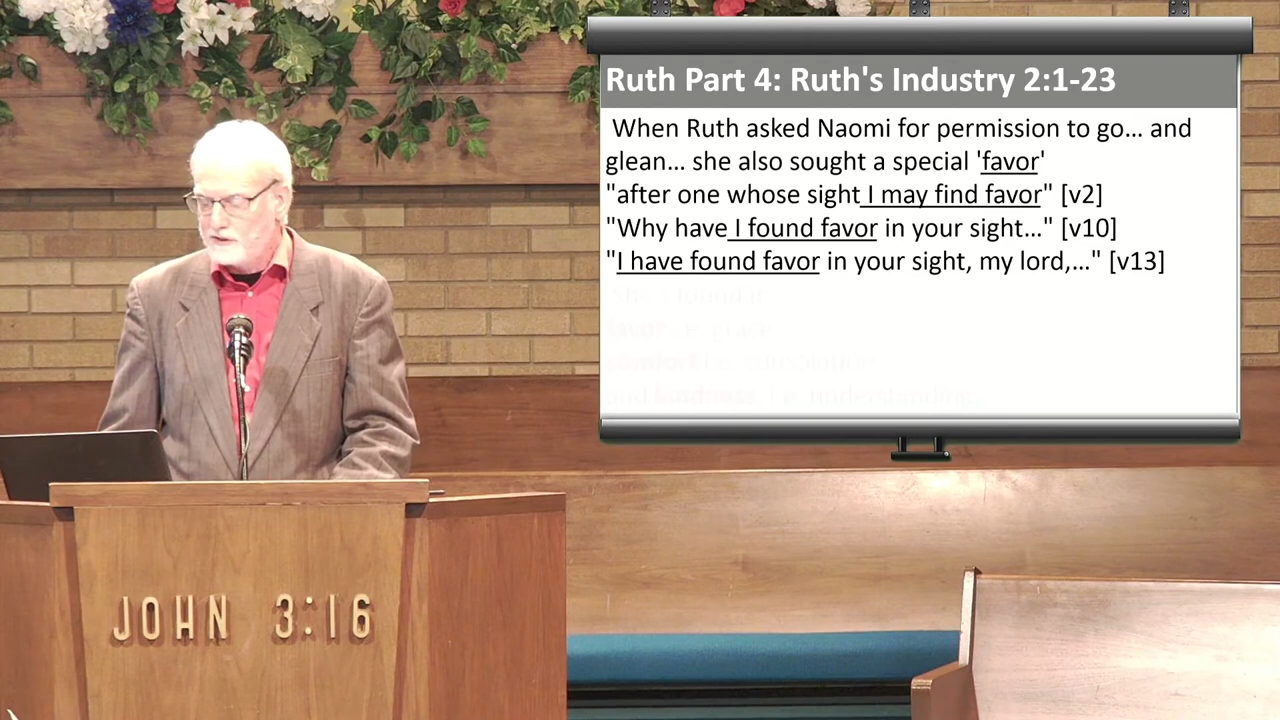 Ruth Part 4: Ruth's Industry 2:1-23
When Ruth asked Naomi for permission to go... and
glean... she also sought a special 'favor'
"after one whose sight I may find favor" [v2]
"Why have I found favor in your sight..." [v10]
"I have found favor in your sight, my lord,..." [v13]
JOHN 3:16